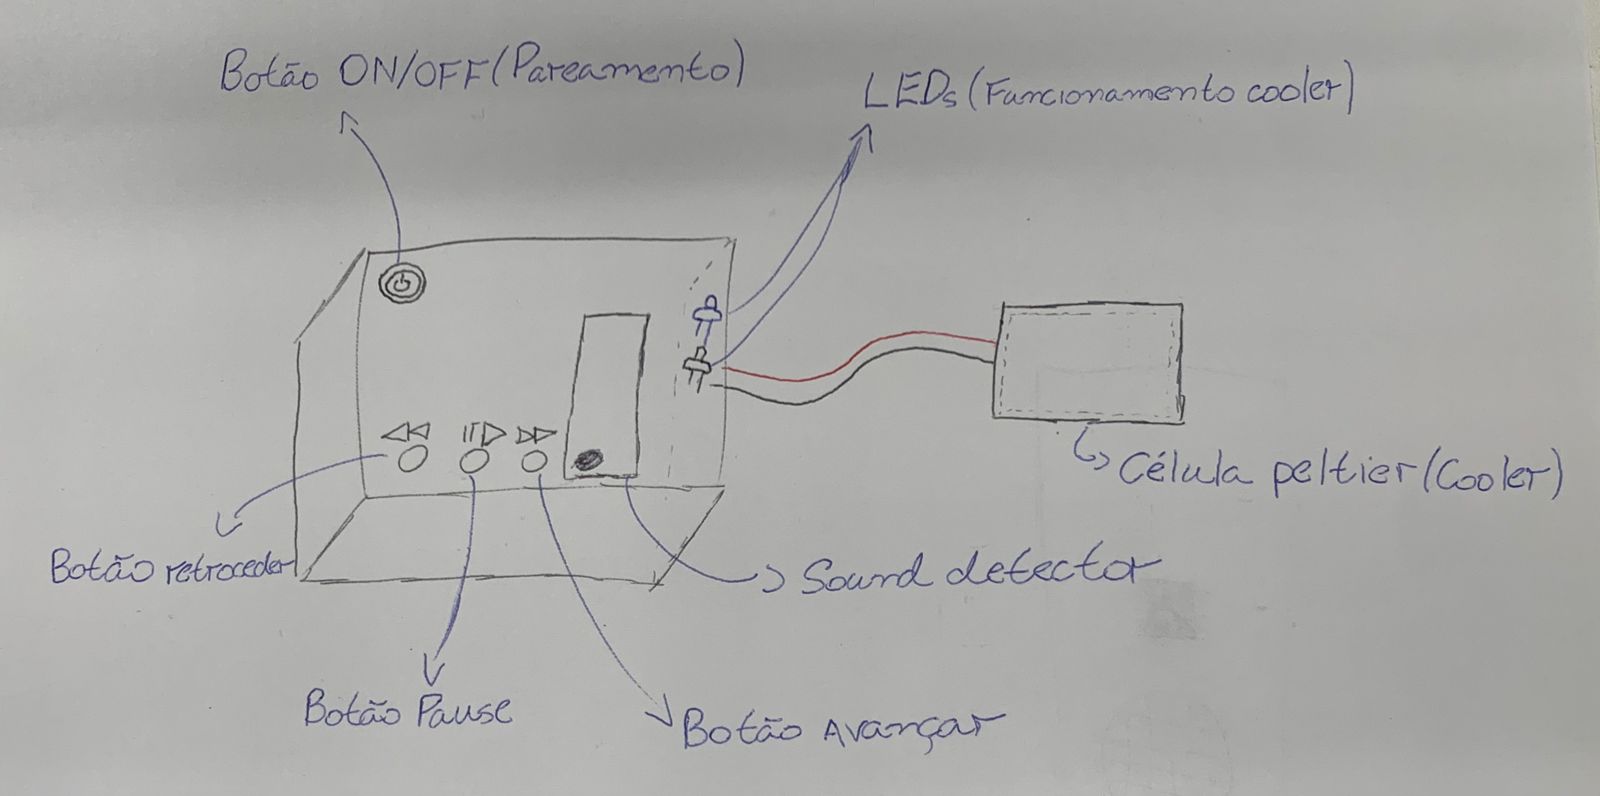 Botão ON/OFF (Pareamento)
LEDs (Funcionamento cooler)
Célula peltier (Cooler)
Botão retroceder
Sound detector
Botão Pause
Botão Avançar